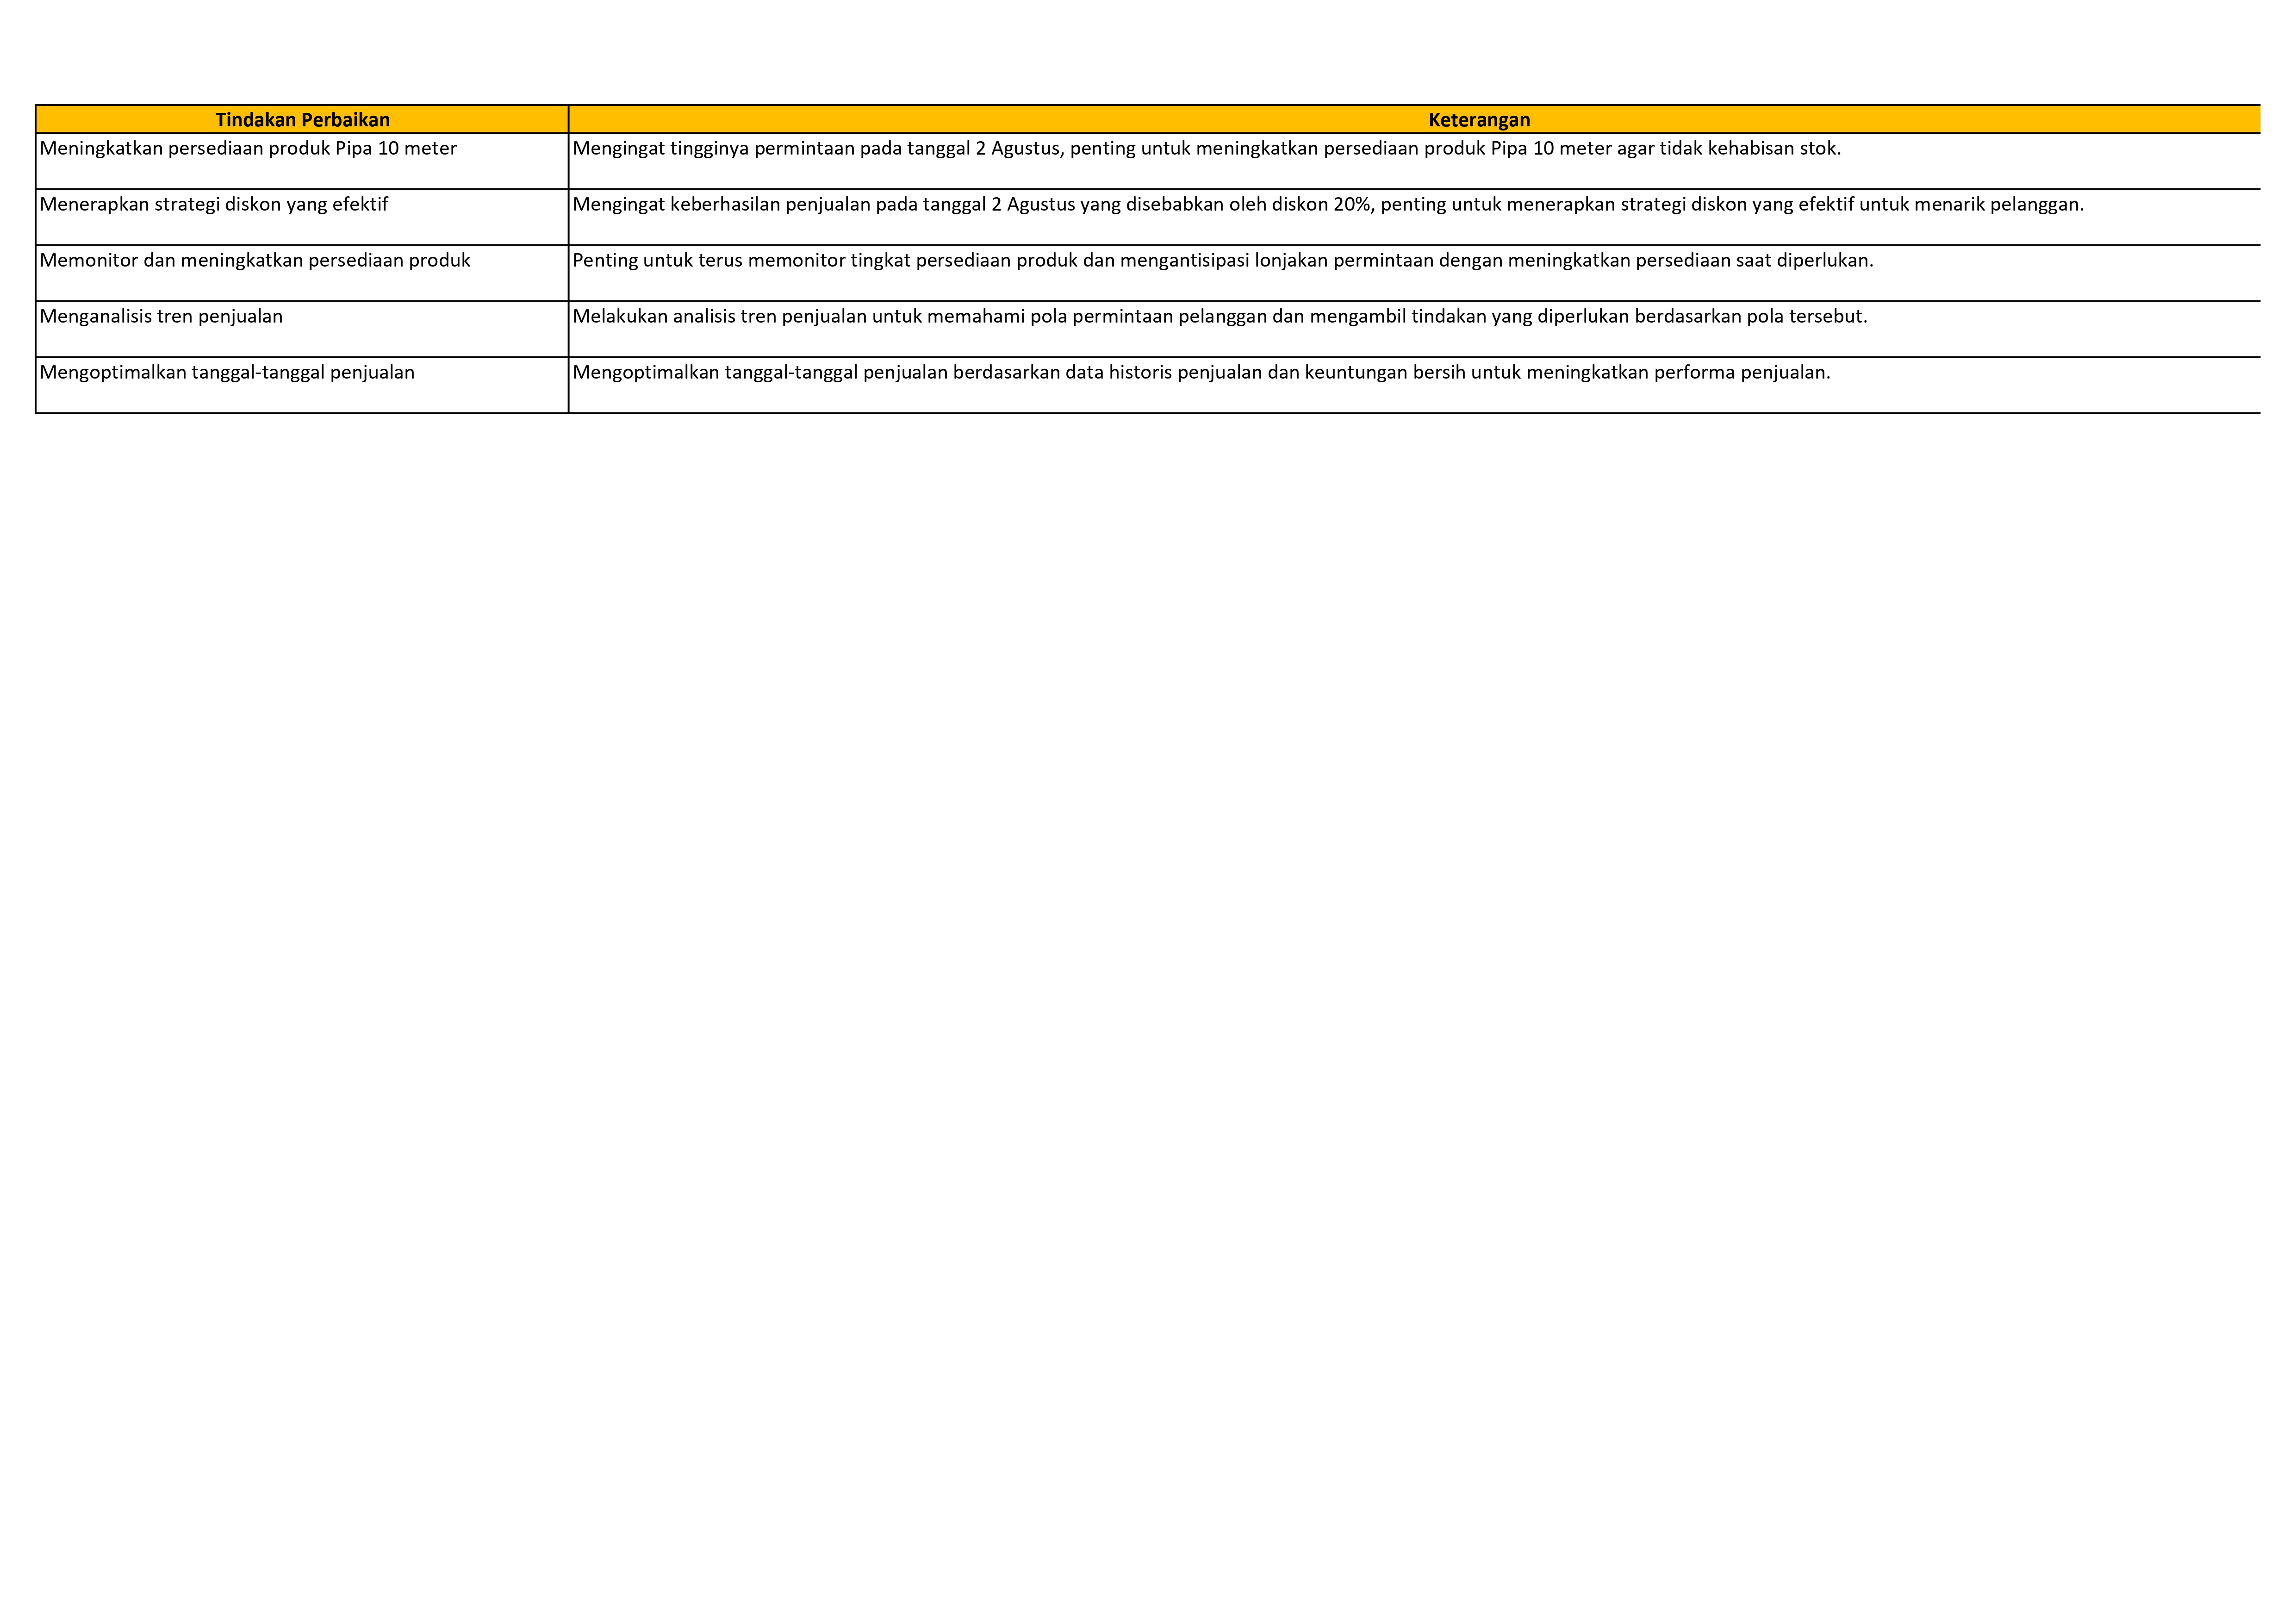 Tindakan Perbaikan Keterangan
Meningkatkan persediaan produk Pipa 10 meter Mengingat tingginya permintaan pada tanggal 2 Agustus, penting untuk meningkatkan persediaan produk Pipa 10 meter agar tidak kehabisan stok.
Menerapkan strategi diskon yang efektif Mengingat keberhasilan penjualan pada tanggal 2 Agustus yang disebabkan oleh diskon 20%, penting untuk menerapkan strategi diskon yang efektif untuk menarik pelanggan.
Memonitor dan meningkatkan persediaan produk Penting untuk terus memonitor tingkat persediaan produk dan mengantisipasi lonjakan permintaan dengan meningkatkan persediaan saat diperlukan.
Menganalisis tren penjualan Melakukan analisis tren penjualan untuk memahami pola permintaan pelanggan dan mengambil tindakan yang diperlukan berdasarkan pola tersebut.
Mengoptimalkan tanggal-tanggal penjualan Mengoptimalkan tanggal-tanggal penjualan berdasarkan data historis penjualan dan keuntungan bersih untuk meningkatkan performa penjualan.